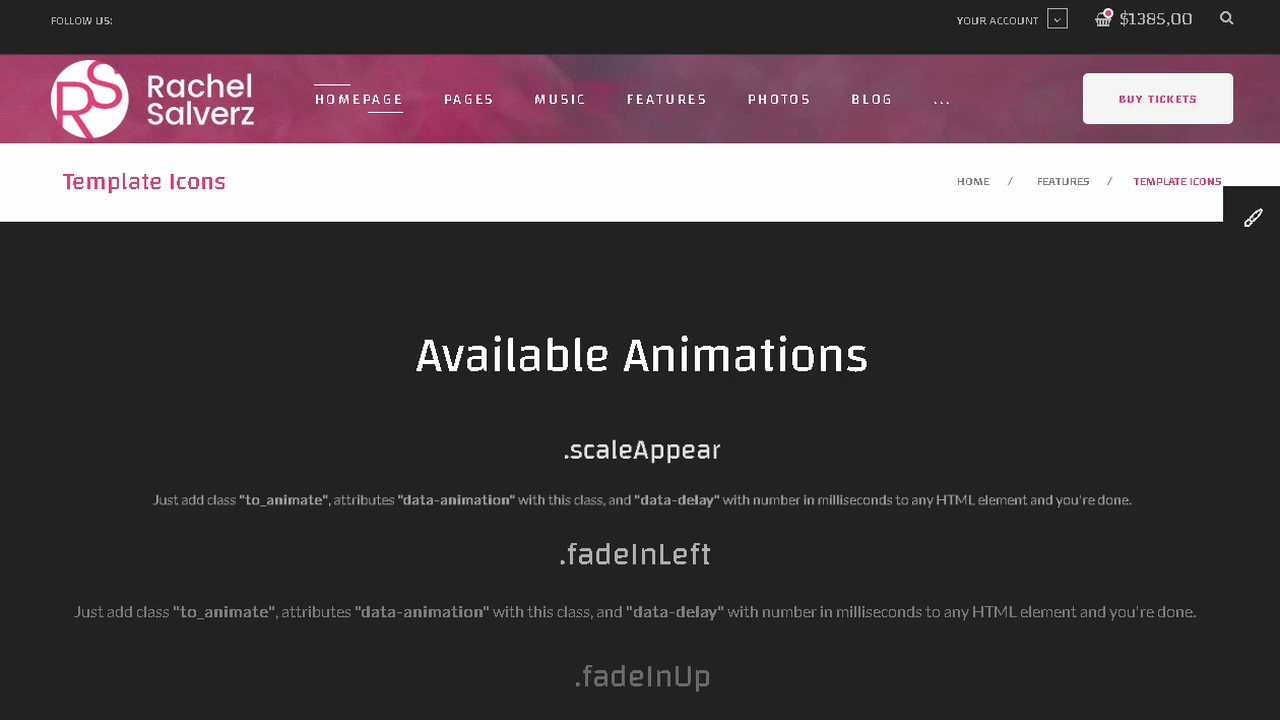 FOLLOW US:
YOUR ACCOUNT
$1385,00
RS
Rachel
Salverz
HOMEPAGE
PAGES
MUSIC
FEATURES
PHOTOS
BLOG
...
BUY TICKETS
Template Icons
HOME / FEATURES / TEMPLATE ICONS
Available Animations
.scaleAppear
Just add class "to_animate", attributes "data-animation" with this class, and "data-delay" with number in milliseconds to any HTML element and you're done.
.fadeInLeft
Just add class "to_animate", attributes "data-animation" with this class, and "data-delay" with number in milliseconds to any HTML element and you're done.
.fadeInUp